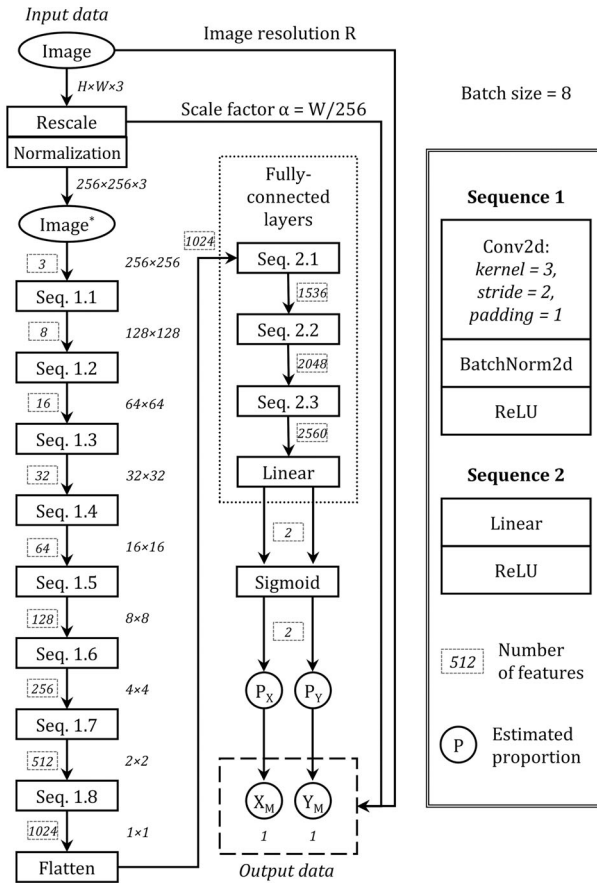 Input data
Image
Image resolution R
H×W×3
Rescale
Scale factor α = W/256
Normalization
256×256×3
Image*
3
256×256
Seq. 1.1
8
128×128
Seq. 1.2
16
64×64
Seq. 1.3
32
32×32
Seq. 1.4
64
16×16
Seq. 1.5
128
8×8
Seq. 1.6
256
4×4
Seq. 1.7
512
2×2
Seq. 1.8
1024
1×1
Flatten
1024
Fully-
connected
layers
Seq. 2.1
1536
Seq. 2.2
2048
Seq. 2.3
2560
Linear
2
Sigmoid
2
PX
PY
XM
YM
1
1
Output data
Batch size = 8
Sequence 1
Conv2d:
kernel = 3,
stride = 2,
padding = 1
BatchNorm2d
ReLU
Sequence 2
Linear
ReLU
512
Number
of features
P
Estimated
proportion